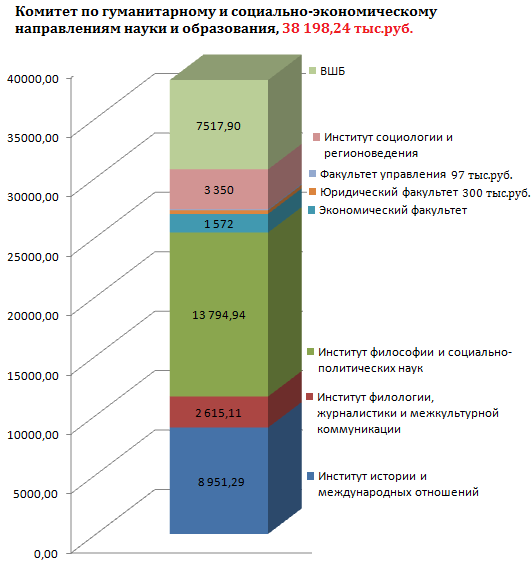 Комитет по гуманитарному и социально-экономическому
направлениям науки и образования, 38 198,24 тыс.руб.
40000,00
35000,00
30000,00
25000,00
20000,00
15000,00
10000,00
5000,00
0,00
7517,90
3 350
1 572
13 794,94
2 615,11
8 951,29
ВШБ
Институт социологии и
регионоведения
Факультет управления 97 тыс.руб.
Юридический факультет 300 тыс.руб.
Экономический факультет
Институт философии и социально-
политических наук
Институт филологии,
журналистики и межкультурной
коммуникации
Институт истории и
международных отношений